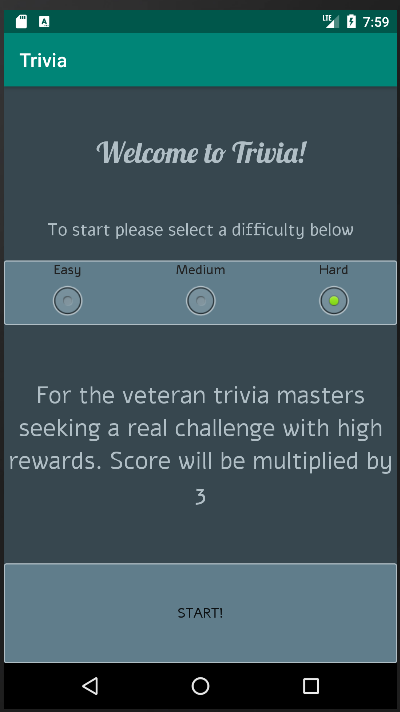 LTE 7:59
Trivia
Welcome to Trivia!
To start please select a difficulty below
Easy Medium Hard
For the veteran trivia masters
seeking a real challenge with high
rewards. Score will be multiplied by
3
START!